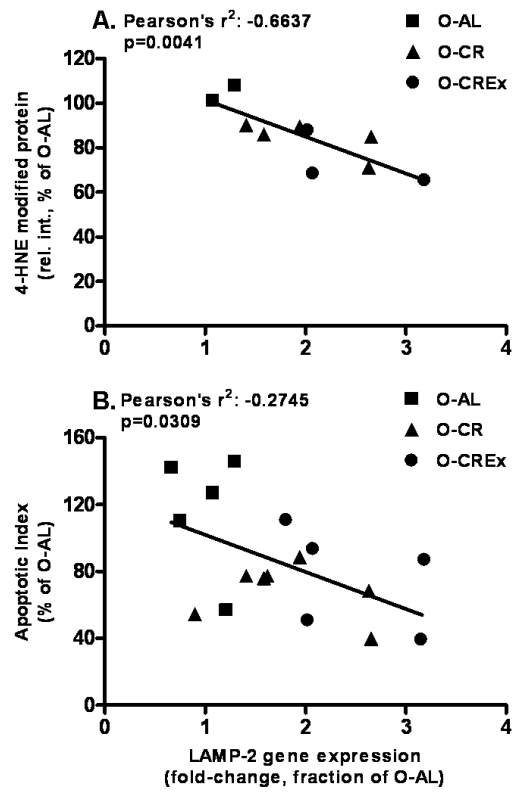 A. Pearson's r²: -0.6637
p=0.0041
O-AL
O-CR
O-CREx
4-HNE modified protein
(rel. int., % of O-AL)
120
100
80
60
40
20
0
0 1 2 3 4
B. Pearson's r²: -0.2745
p=0.0309
O-AL
O-CR
O-CREx
Apoptotic Index
(% of O-AL)
160
120
80
40
0
0 1 2 3 4
LAMP-2 gene expression
(fold-change, fraction of O-AL)